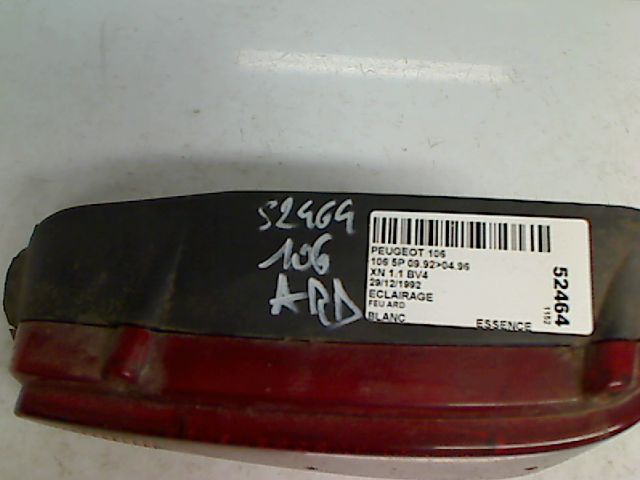 52464
106
ARD
PEUGEOT 106
106 5P 09.92>04.96
XN 1.1 BV4
29/12/1992
ECLAIRAGE
FEU ARD
BLANC ESSENCE
52464
1152